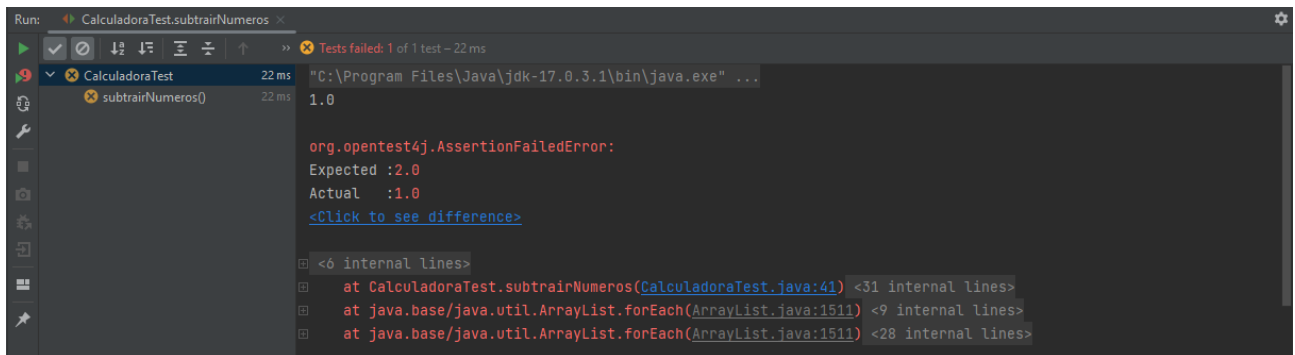 Run: CalculadoraTest.subtrairNumeros ×
» Tests failed: 1 of 1 test – 22 ms
CalculadoraTest 22 ms
subtrairNumeros() 22 ms
"C:\Program Files\Java\jdk-17.0.3.1\bin\java.exe" ...
1.0
org.opentest4j.AssertionFailedError:
Expected :2.0
Actual   :1.0
<Click to see difference>
<6 internal lines>
at CalculadoraTest.subtrairNumeros(CalculadoraTest.java:41) <31 internal lines>
at java.base/java.util.ArrayList.forEach(ArrayList.java:1511) <9 internal lines>
at java.base/java.util.ArrayList.forEach(ArrayList.java:1511) <28 internal lines>